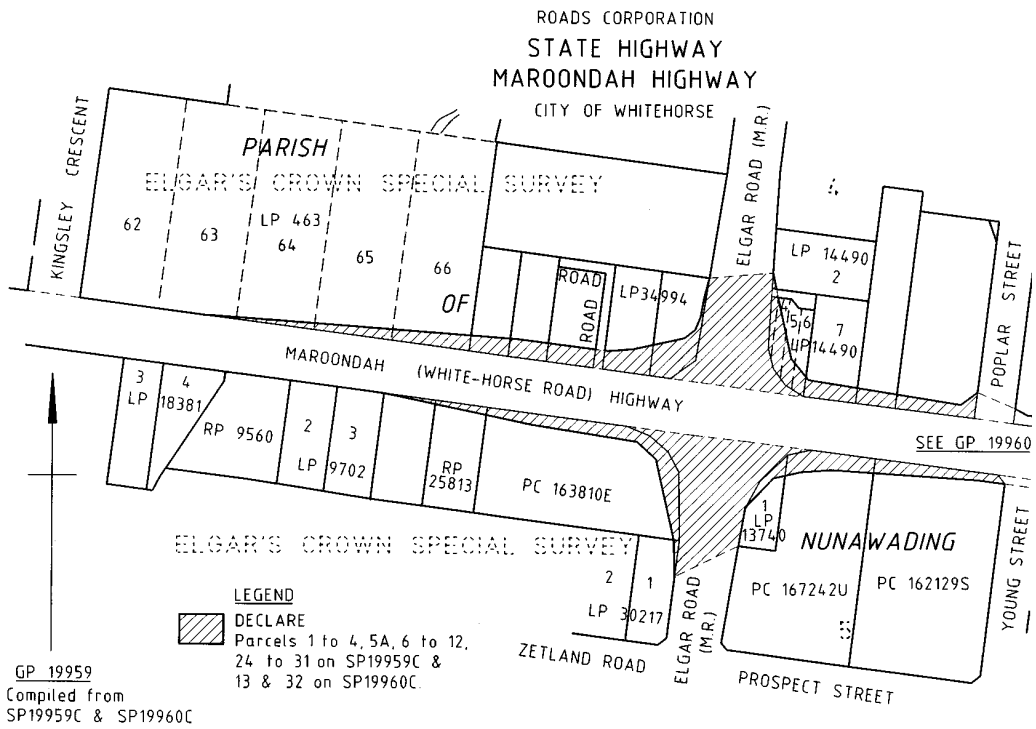 ROADS CORPORATION
STATE HIGHWAY
MAROONDAH HIGHWAY
CITY OF WHITEHORSE
KINGSLEY CRESCENT
PARISH
ELGAR'S CROWN SPECIAL SURVEY
62
63
LP 463
64
65
66
OF
ROAD
ROAD
LP34994
ELGAR ROAD (M.R.)
LP 14490
2
4
5
6
7
LP14490
POPLAR STREET
MAROONDAH (WHITE-HORSE ROAD) HIGHWAY
SEE GP 19960
3
LP
4
18381
RP 9560
2
3
LP 9702
RP
25813
PC 163810E
1
LP
13740
NUNAWADING
PC 167242U
PC 162129S
YOUNG STREET
ELGAR'S CROWN SPECIAL SURVEY
2
1
LP 30217
ZETLAND ROAD
ELGAR ROAD
(M.R.)
PROSPECT STREET
LEGEND
DECLARE
Parcels 1 to 4, 5A, 6 to 12,
24 to 31 on SP19959C &
13 & 32 on SP19960C.
GP 19959
Compiled from
SP19959C & SP19960C